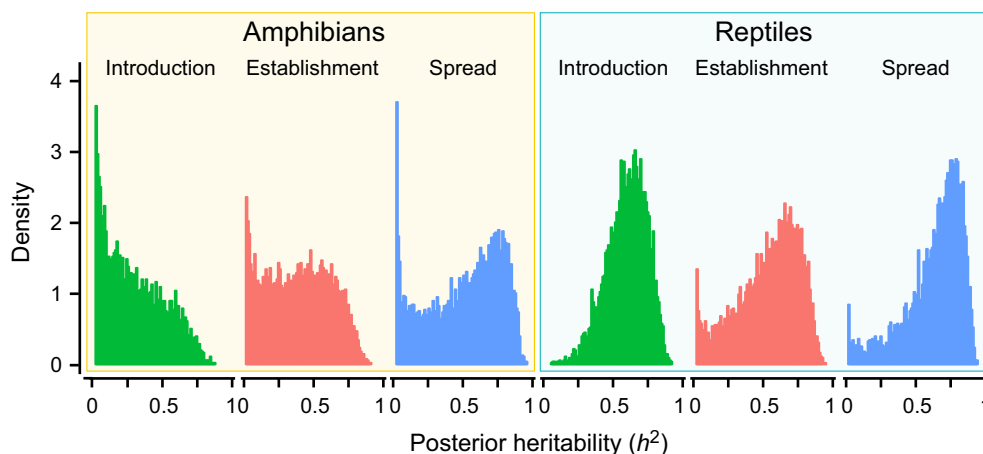 Amphibians Reptiles
Introduction Establishment Spread Introduction Establishment Spread
4
3
2
1
0
Density
0 0.5 1 0 0.5 1 0 0.5 1 0 0.5 1 0 0.5 1 0 0.5 1
Posterior heritability (h²)